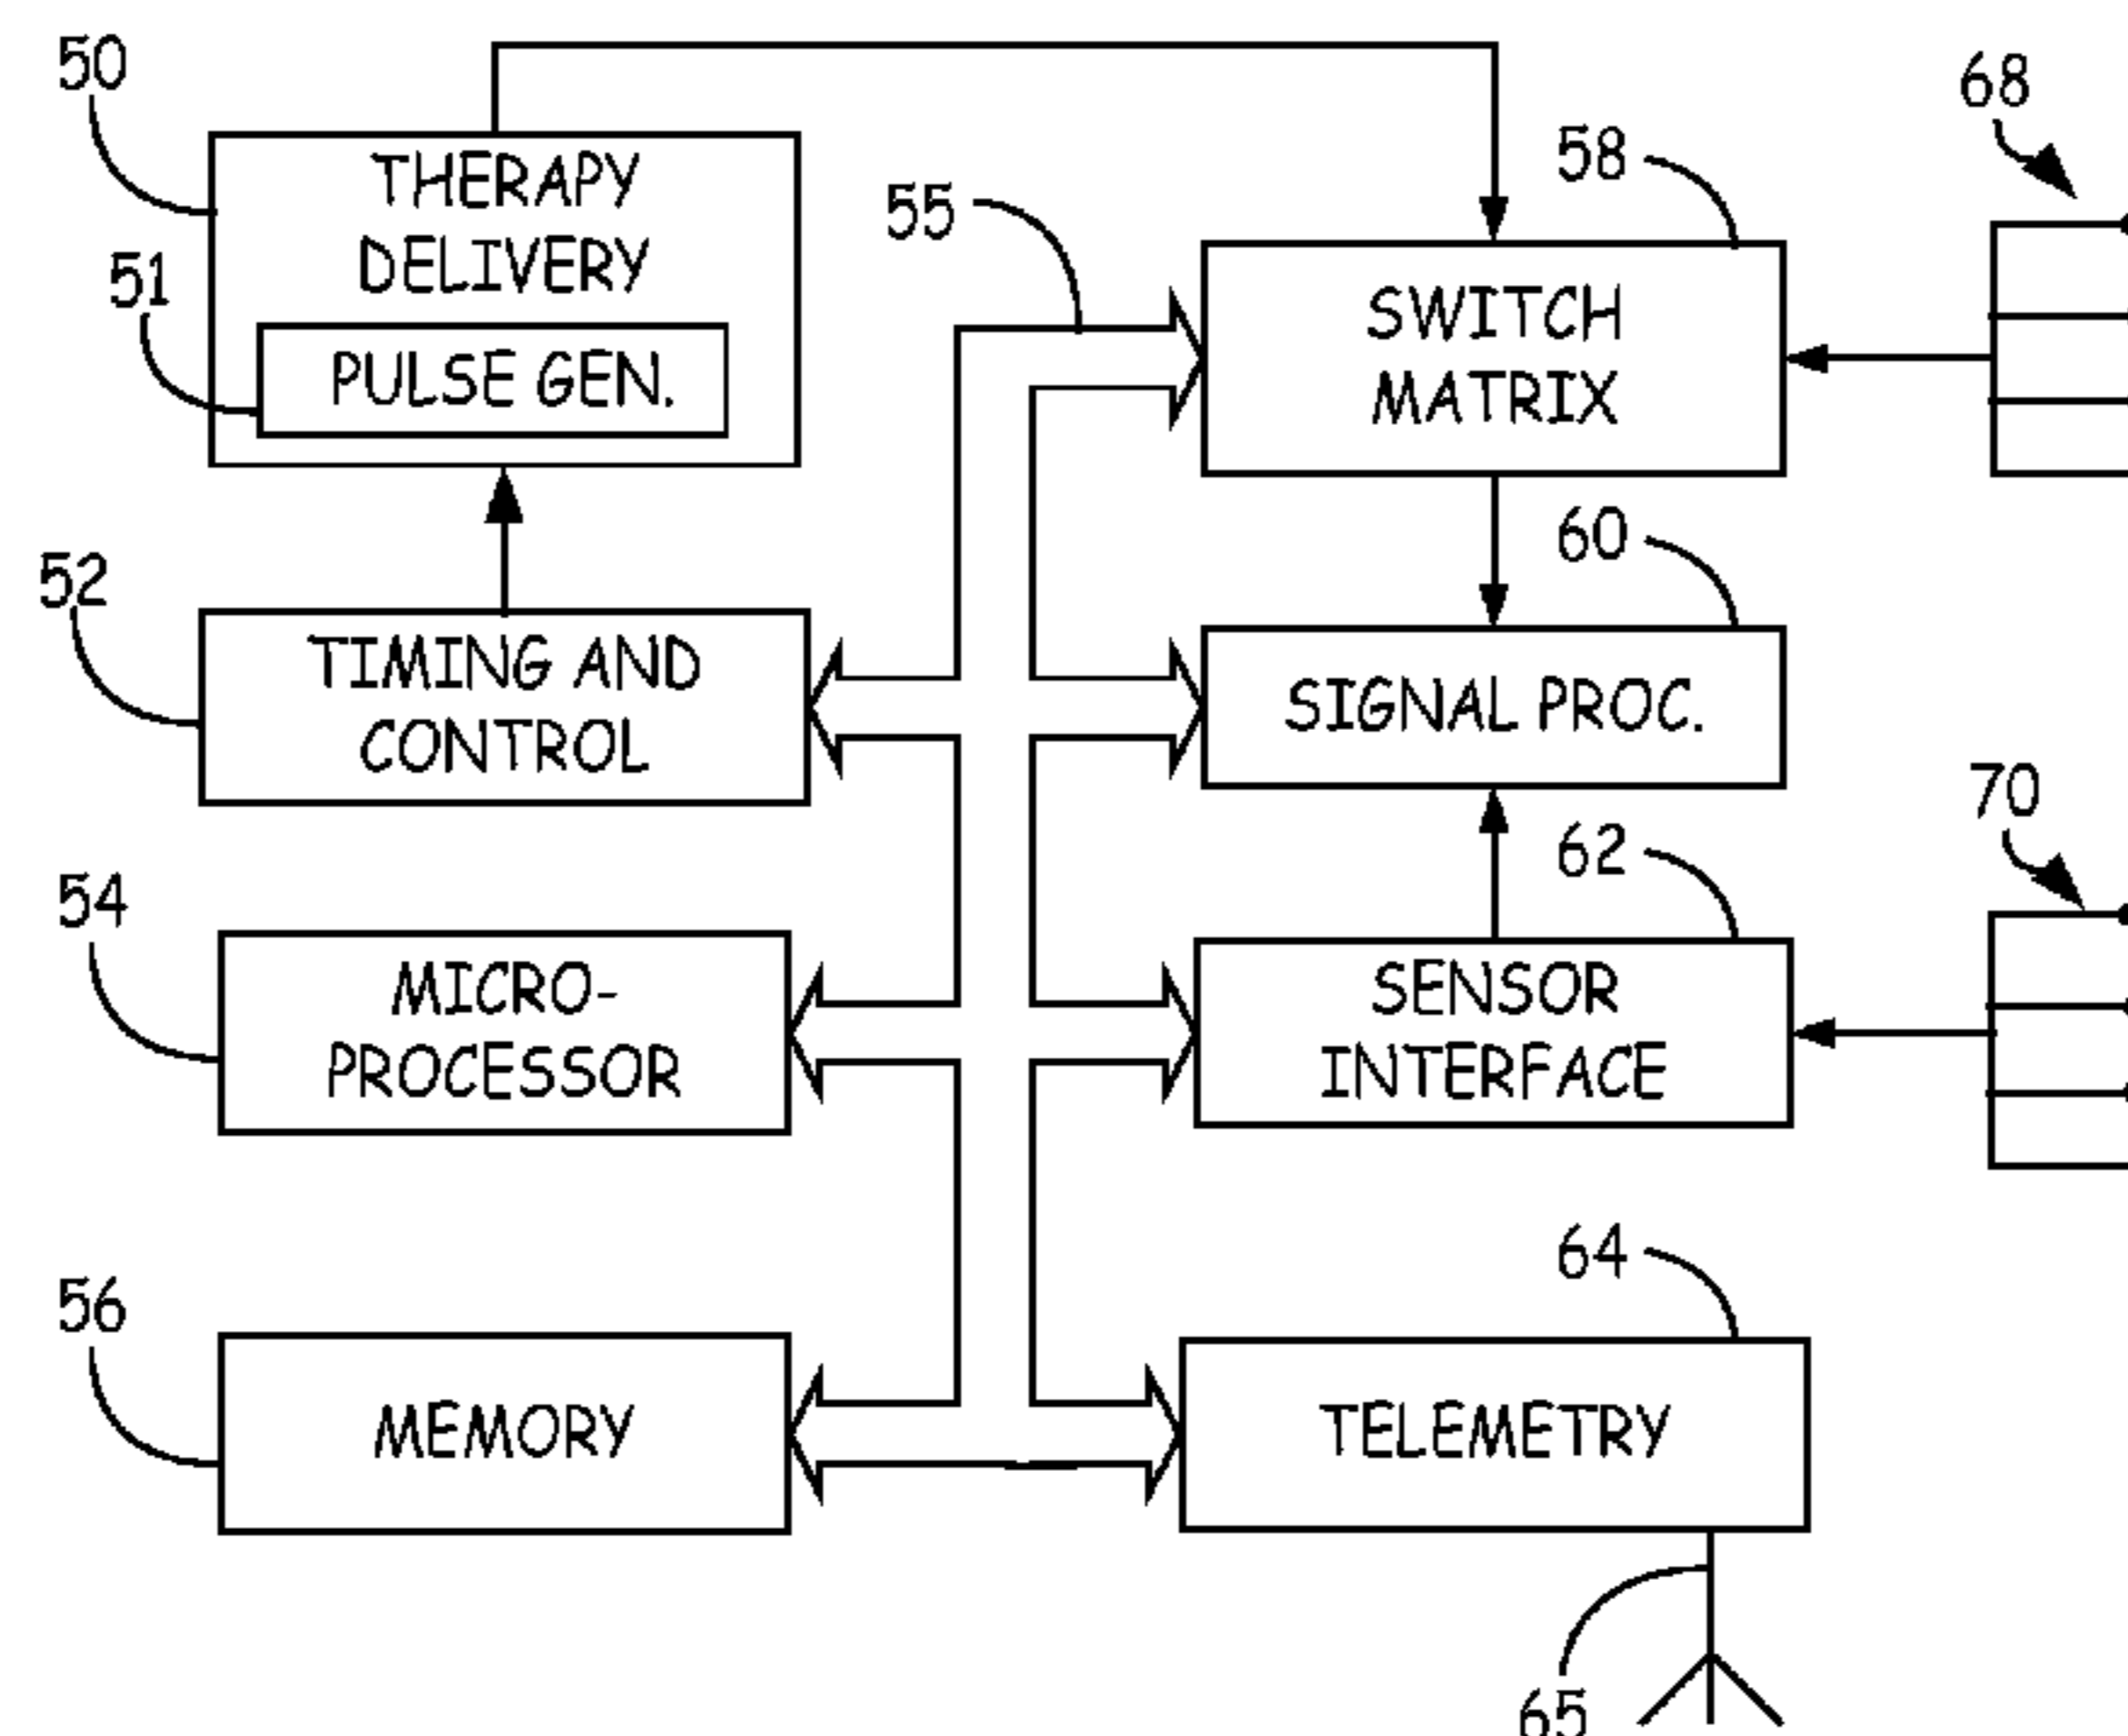 50
THERAPY
DELIVERY
51
PULSE GEN.
55
58
SWITCH
MATRIX
68
52
TIMING AND
CONTROL
60
SIGNAL PROC.
54
MICRO-
PROCESSOR
62
SENSOR
INTERFACE
70
56
MEMORY
64
TELEMETRY
65